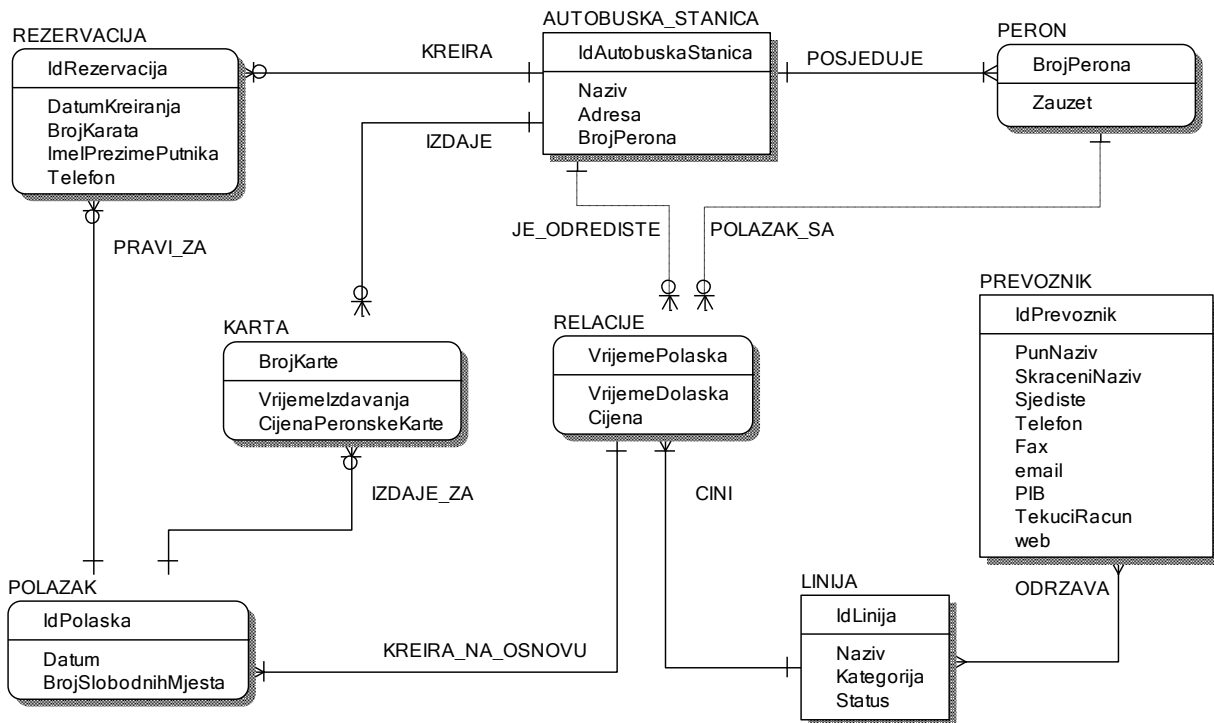 REZERVACIJA
IdRezervacija
DatumKreiranja
BrojKarata
ImeIPrezimePutnika
Telefon
KREIRA
AUTOBUSKA_STANICA
IdAutobuskaStanica
Naziv
Adresa
BrojPerona
POSJEDUJE
PERON
BrojPerona
Zauzet
IZDAJE
PRAVI_ZA
JE_ODREDISTE
POLAZAK_SA
KARTA
BrojKarte
VrijemeIzdavanja
CijenaPeronskeKarte
RELACIJE
VrijemePolaska
VrijemeDolaska
Cijena
PREVOZNIK
IdPrevoznik
PunNaziv
SkraceniNaziv
Sjediste
Telefon
Fax
email
PIB
TekuciRacun
web
IZDAJE_ZA
CINI
POLAZAK
IdPolaska
Datum
BrojSlobodnihMjesta
KREIRA_NA_OSNOVU
LINIJA
IdLinija
Naziv
Kategorija
Status
ODRZAVA